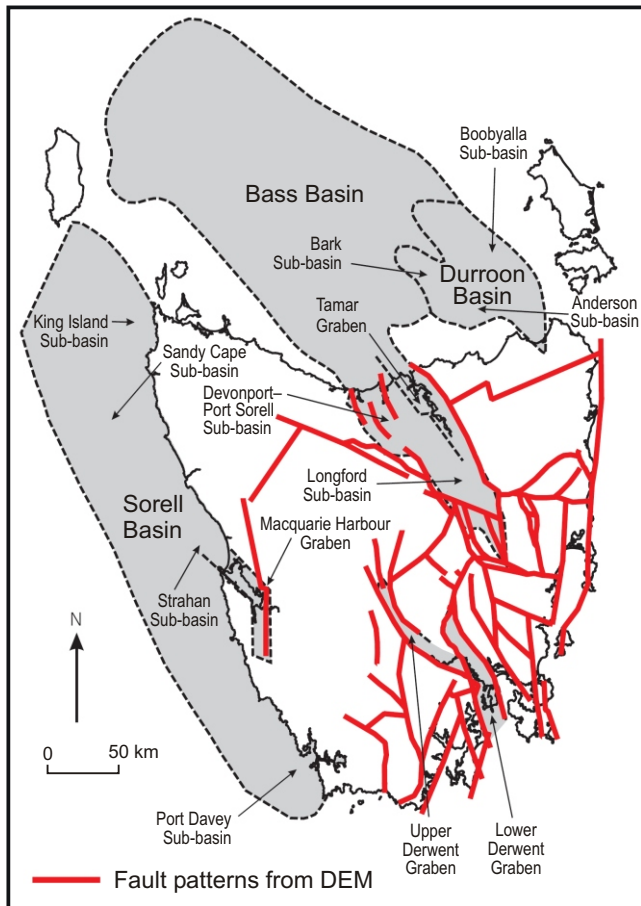 Boobyalla
Sub-basin
Bass Basin
Bark
Sub-basin
Durroon
Basin
Anderson
Sub-basin
Tamar
Graben
King Island
Sub-basin
Sandy Cape
Sub-basin
Devonport–
Port Sorell
Sub-basin
Longford
Sub-basin
Sorell
Basin
Macquarie Harbour
Graben
Strahan
Sub-basin
N
0 50 km
Port Davey
Sub-basin
Upper
Derwent
Graben
Lower
Derwent
Graben
Fault patterns from DEM